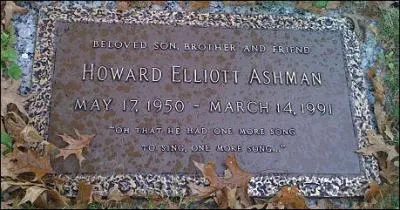 BELOVED SON, BROTHER AND FRIEND
HOWARD ELLIOTT ASHMAN
MAY 17, 1950 - MARCH 14, 1991
"OH THAT HE HAD ONE MORE SONG
TO SING, ONE MORE SONG..."